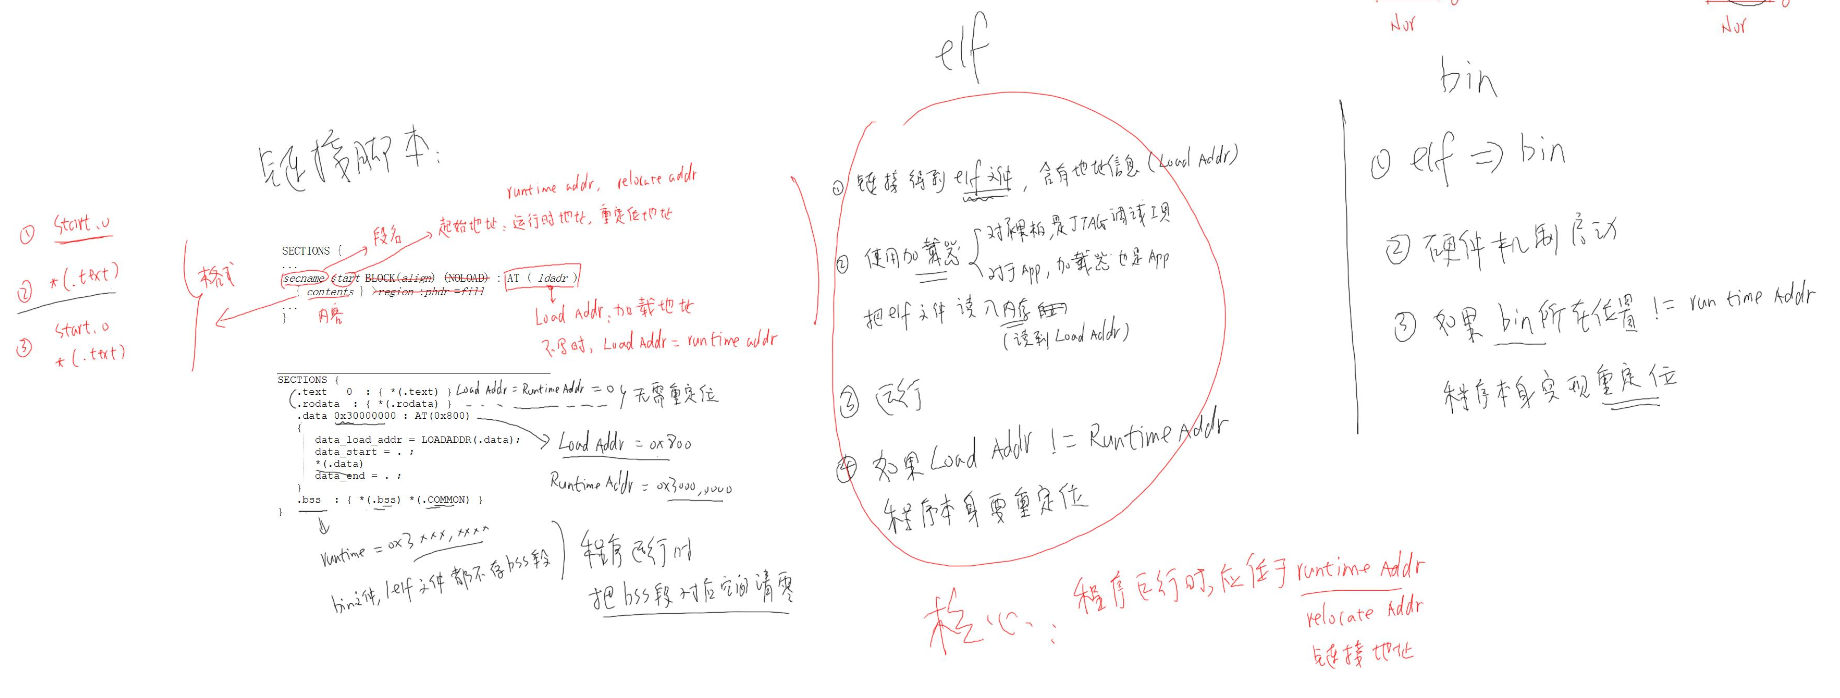 Nor
Nor
elf
bin
链接脚本:
runtime addr, relocate addr
段名
起始地址:运行时地址,重定位地址
① start.o
② *(.text)
③ start.o
*(.text)
格式
SECTIONS {
...
secname start BLOCK(align) (NOLOAD) : AT ( ldadr )
{ contents } >region :phdr =fill
...
}
内容
Load Addr:加载地址
不写时, Load Addr = runtime addr
SECTIONS {
.text 0 : { *(.text) } Load Addr = Runtime Addr = 0
.rodata : { *(.rodata) }
无需重定位
.data 0x30000000 : AT(0x800)
{
data_load_addr = LOADADDR(.data);
data_start = . ;
*(.data)
data_end = . ;
}
.bss : { *(.bss) *(.COMMON) }
}
Load Addr = 0x800
Runtime Addr = 0x3000,0000
runtime = 0x3xxx,xxxx
bin文件/elf文件都不存bss段
程序运行时
把bss段对应空间清零
① 链接得到elf文件,含有地址信息(Load Addr)
② 使用加载器
对裸板,是JTAG调试工具
对于App,加载器也是App
把elf文件读入内存
(读到Load Addr)
③ 运行
④ 如果Load Addr != Runtime Addr
程序本身要重定位
① elf => bin
② 硬件机制启动
③ 如果bin所在位置 != runtime Addr
程序本身实现重定位
核心:程序运行时,应位于runtime Addr
relocate Addr
链接地址